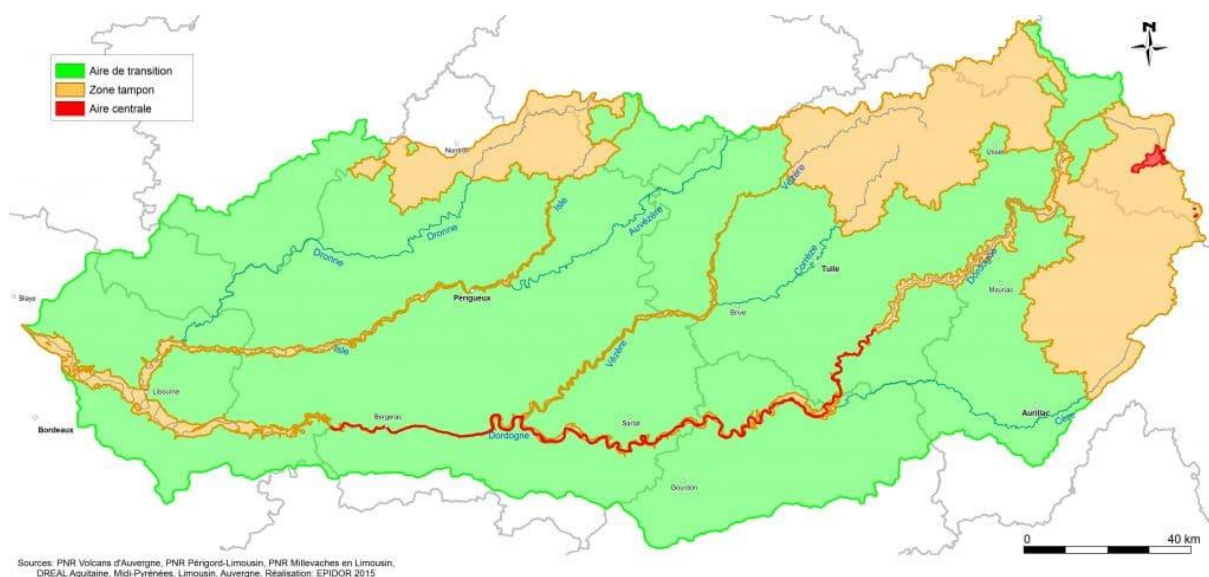 N
Aire de transition
Zone tampon
Aire centrale
Nontron
Ussel
Vézère
Isle
Auvézère
Dronne
Dronne
Corrèze
Tulle
Dordogne
Mauriac
Blaye
Périgueux
Brive
Isle
Vézère
Libourne
Bergerac
Sarlat
Aurillac
Cère
Bordeaux
Dordogne
Gourdon
0
40 km
Sources: PNR Volcans d'Auvergne, PNR Périgord-Limousin, PNR Millevaches en Limousin,
DREAL Aquitaine, Midi-Pyrénées, Limousin, Auvergne. Réalisation: EPIDOR 2015